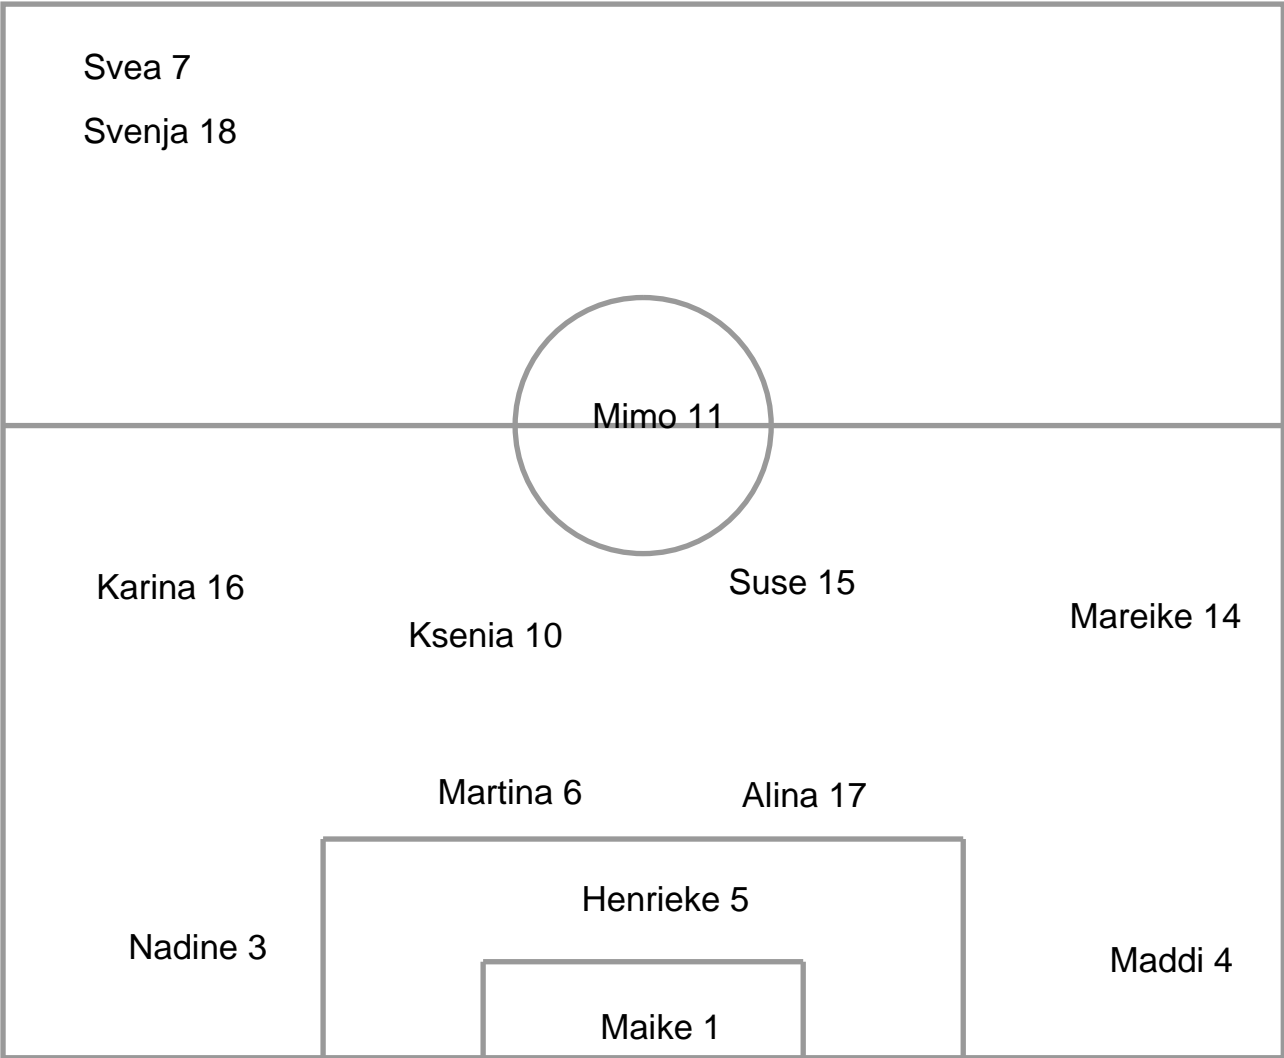 Svea 7
Svenja 18
Mimo 11
Karina 16
Suse 15
Mareike 14
Ksenia 10
Martina 6
Alina 17
Henrieke 5
Nadine 3
Maddi 4
Maike 1